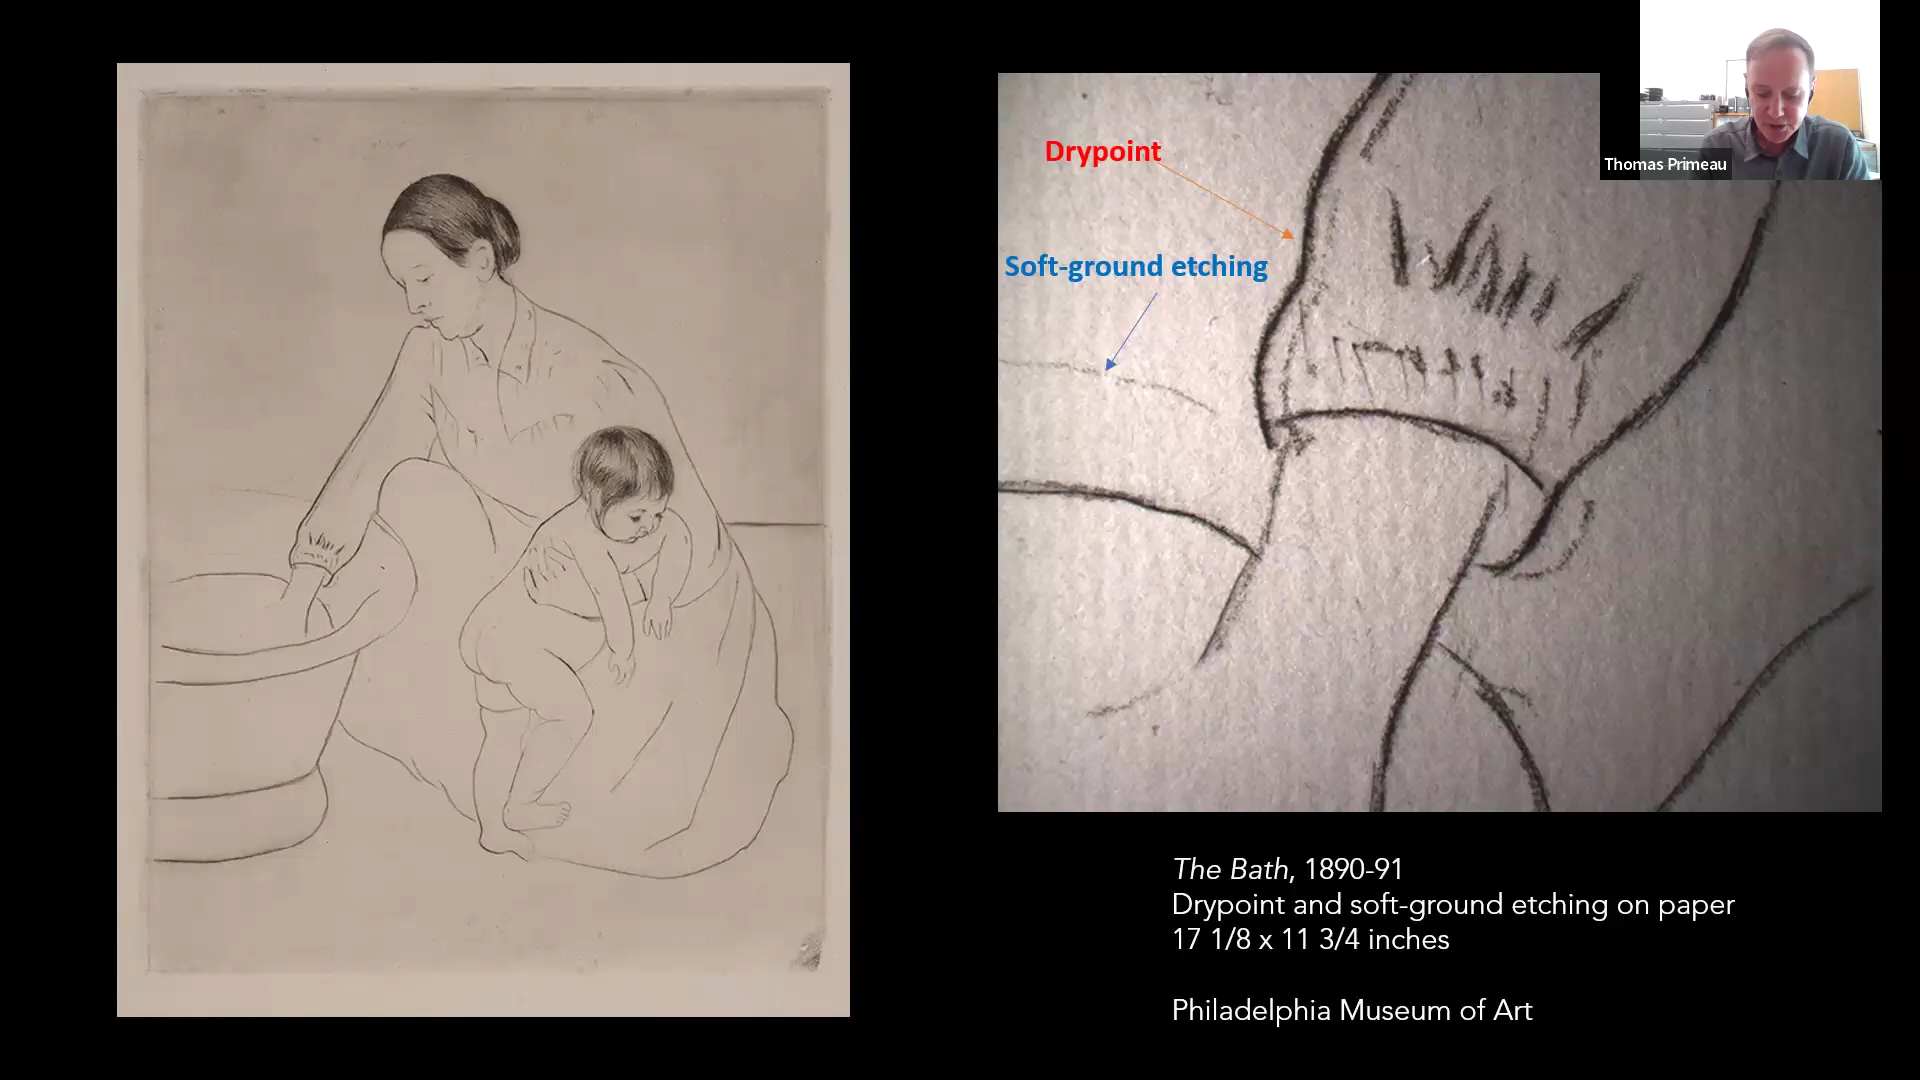 Drypoint
Soft-ground etching
Thomas Primeau
The Bath, 1890-91
Drypoint and soft-ground etching on paper
17 1/8 x 11 3/4 inches
Philadelphia Museum of Art